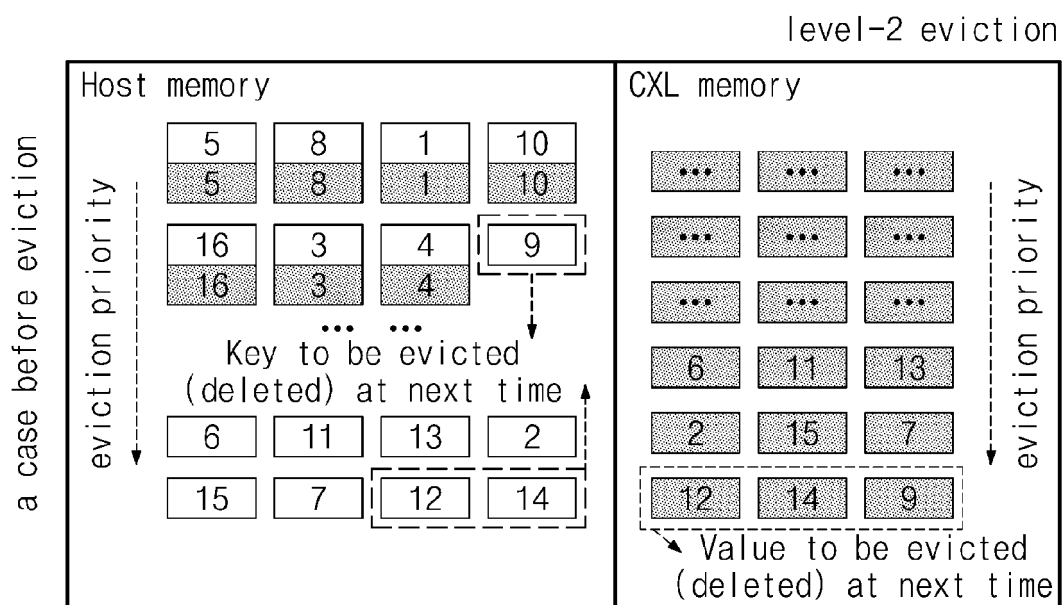 level-2 eviction
a case before eviction
Host memory
eviction priority
5 8 1 10
5 8 1 10
16 3 4 9
16 3 4
••• •••
Key to be evicted
(deleted) at next time
6 11 13 2
15 7 12 14
CXL memory
••• ••• •••
••• ••• •••
••• ••• •••
6 11 13
2 15 7
12 14 9
eviction priority
Value to be evicted
(deleted) at next time